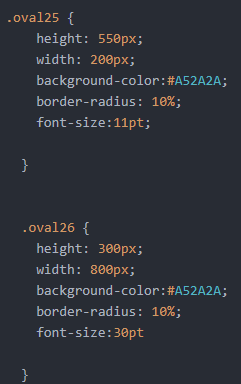 .oval25 {
height: 550px;
width: 200px;
background-color:#A52A2A;
border-radius: 10%;
font-size:11pt;
}
.oval26 {
height: 300px;
width: 800px;
background-color:#A52A2A;
border-radius: 10%;
font-size:30pt
}